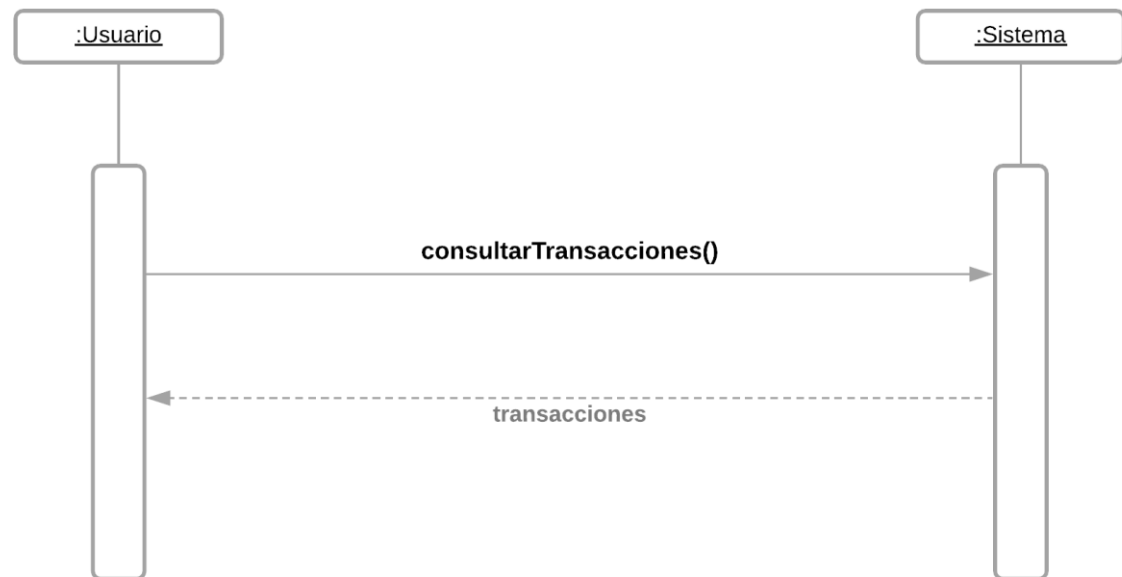 :Usuario
:Sistema
consultarTransacciones()
transacciones